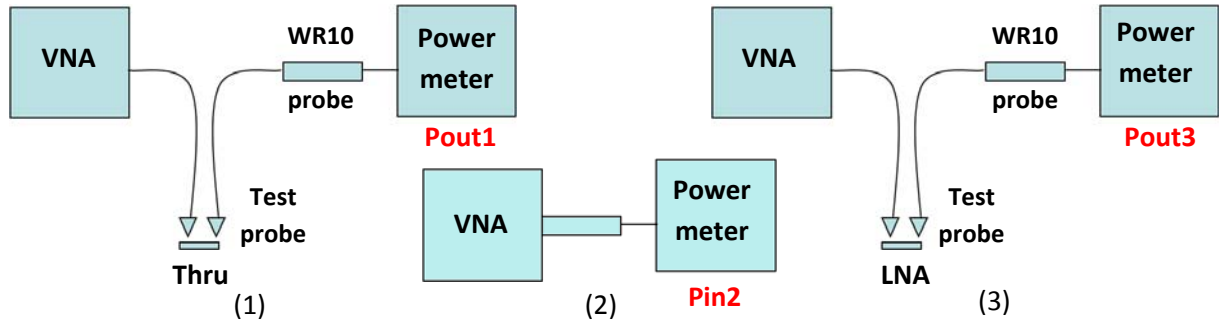 VNA
WR10
probe
Power
meter
Pout1
Test
probe
Thru
(1)
VNA
Power
meter
Pin2
(2)
VNA
WR10
probe
Power
meter
Pout3
Test
probe
LNA
(3)